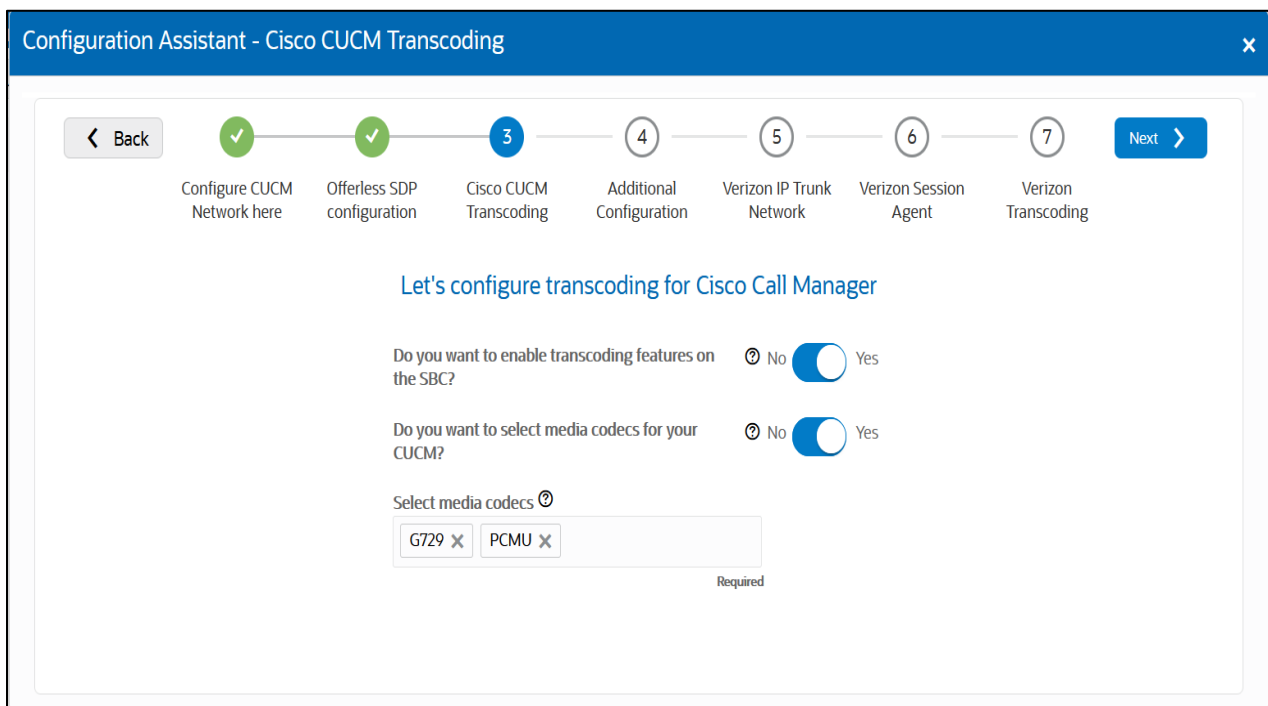 Configuration Assistant - Cisco CUCM Transcoding
Back
3
4
5
6
7
Next
Configure CUCM
Network here
Offerless SDP
configuration
Cisco CUCM
Transcoding
Additional
Configuration
Verizon IP Trunk
Network
Verizon Session
Agent
Verizon
Transcoding
Let's configure transcoding for Cisco Call Manager
Do you want to enable transcoding features on
the SBC?
? No Yes
Do you want to select media codecs for your
CUCM?
? No Yes
Select media codecs ?
G729 PCMU
Required